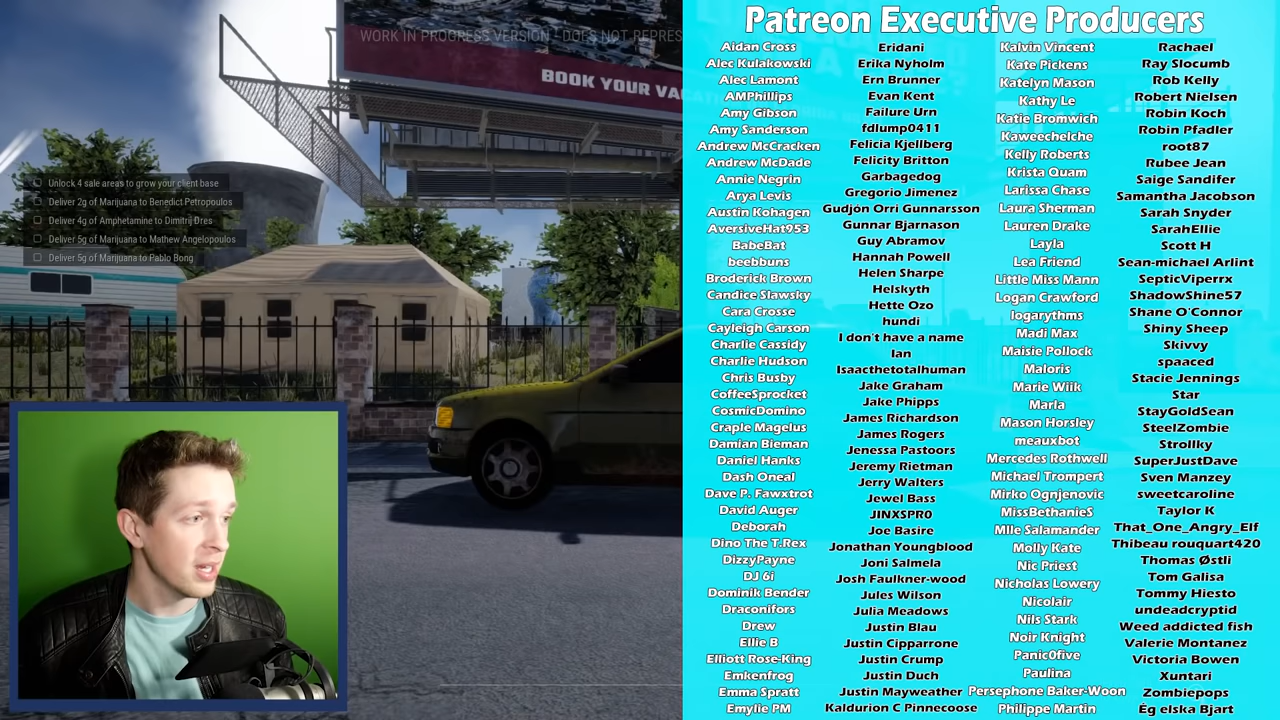 WORK IN PROGRESS VERSION - DOES NOT REPRES
BOOK YOUR VACA
Unlock 4 sale areas to grow your client base
Deliver 2g of Marijuana to Benedict Petropoulos
Deliver 4g of Amphetamine to Dimitrij Dres
Deliver 5g of Marijuana to Mathew Angelopoulos
Deliver 5g of Marijuana to Pablo Bong
Patreon Executive Producers
Aidan Cross
Alec Kulakowski
Alec Lamont
AMPhillips
Amy Gibson
Amy Sanderson
Andrew McCracken
Andrew McDade
Annie Negrin
Arya Levis
Austin Kohagen
AversiveHat953
BabeBat
beebbuns
Broderick Brown
Candice Slawsky
Cara Crosse
Cayleigh Carson
Charlie Cassidy
Charlie Hudson
Chris Busby
CoffeeSprocket
CosmicDomino
Craple Magelus
Damian Bieman
Daniel Hanks
Dash Oneal
Dave P. Fawxtrot
David Auger
Deborah
Dino The T.Rex
DizzyPayne
DJ 6i
Dominik Bender
Draconifors
Drew
Ellie B
Elliott Rose-King
Emkenfrog
Emma Spratt
Emylie PM
Eridani
Erika Nyholm
Ern Brunner
Evan Kent
Failure Urn
fdlump0411
Felicia Kjellberg
Felicity Britton
Garbagedog
Gregorio Jimenez
Gudjón Orri Gunnarsson
Gunnar Bjarnason
Guy Abramov
Hannah Powell
Helen Sharpe
Helskyth
Hette Ozo
hundi
I don't have a name
Ian
Isaacthetotalhuman
Jake Graham
Jake Phipps
James Richardson
James Rogers
Jenessa Pastoors
Jeremy Rietman
Jerry Walters
Jewel Bass
JINXSPR0
Joe Basire
Jonathan Youngblood
Joni Salmela
Josh Faulkner-wood
Jules Wilson
Julia Meadows
Justin Blau
Justin Cipparrone
Justin Crump
Justin Duch
Justin Mayweather
Kaldurion C Pinnecoose
Kalvin Vincent
Kate Pickens
Katelyn Mason
Kathy Le
Katie Bromwich
Kaweechelche
Kelly Roberts
Krista Quam
Larissa Chase
Laura Sherman
Lauren Drake
Layla
Lea Friend
Little Miss Mann
Logan Crawford
logarythms
Madi Max
Maisie Pollock
Maloris
Marie Wiik
Marla
Mason Horsley
meauxbot
Mercedes Rothwell
Michael Trompert
Mirko Ognjenovic
MissBethanieS
Mlle Salamander
Molly Kate
Nic Priest
Nicholas Lowery
Nicolair
Nils Stark
Noir Knight
Panic0five
Paulina
Persephone Baker-Woon
Philippe Martin
Rachael
Ray Slocumb
Rob Kelly
Robert Nielsen
Robin Koch
Robin Pfadler
root87
Rubee Jean
Saige Sandifer
Samantha Jacobson
Sarah Snyder
SarahEllie
Scott H
Sean-michael Arlint
SepticViperrx
ShadowShine57
Shane O'Connor
Shiny Sheep
Skivvy
spaaced
Stacie Jennings
Star
StayGoldSean
SteelZombie
Strollky
SuperJustDave
Sven Manzey
sweetcaroline
Taylor K
That_One_Angry_Elf
Thibeau rouquart420
Thomas Østli
Tom Galisa
Tommy Hiesto
undeadcryptid
Weed addicted fish
Valerie Montanez
Victoria Bowen
Xuntari
Zombiepops
Ég elska Bjart